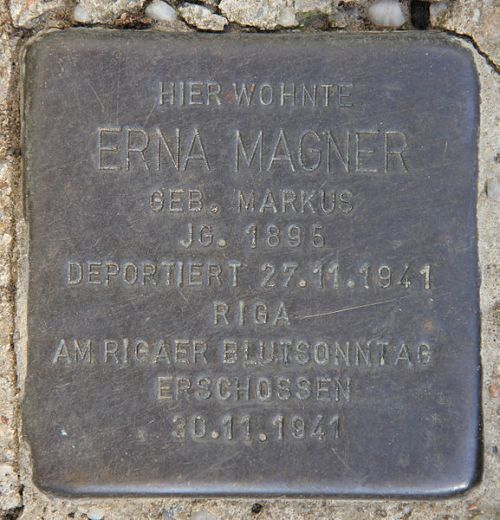 HIER WOHNTE
ERNA MAGNER
GEB. MARKUS
JG. 1895
DEPORTIERT 27.11.1941
RIGA
AM RIGAER BLUTSONNTAG
ERSCHOSSEN
30.11.1941